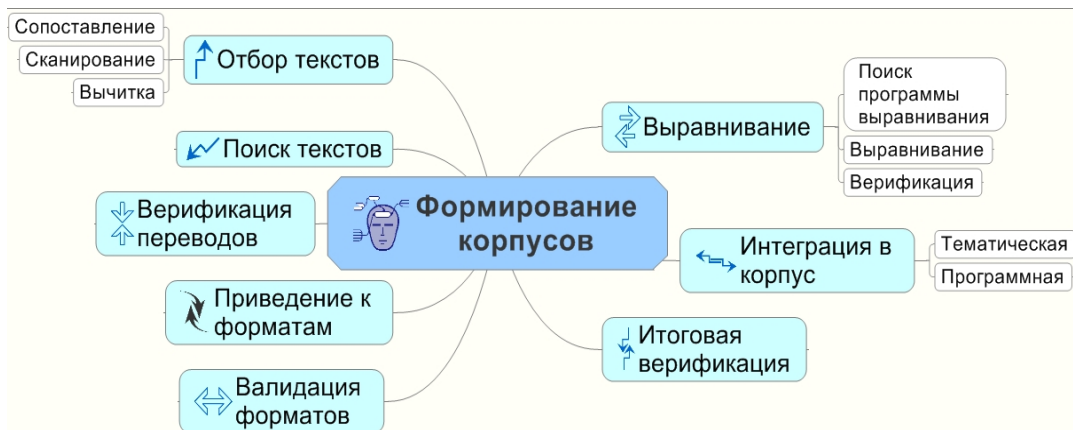 Сопоставление
Сканирование
Вычитка
Отбор текстов
Поиск текстов
Верификация
переводов
Приведение к
форматам
Валидация
форматов
Формирование
корпусов
Выравнивание
Поиск
программы
выравнивания
Выравнивание
Верификация
Интеграция в
корпус
Тематическая
Программная
Итоговая
верификация